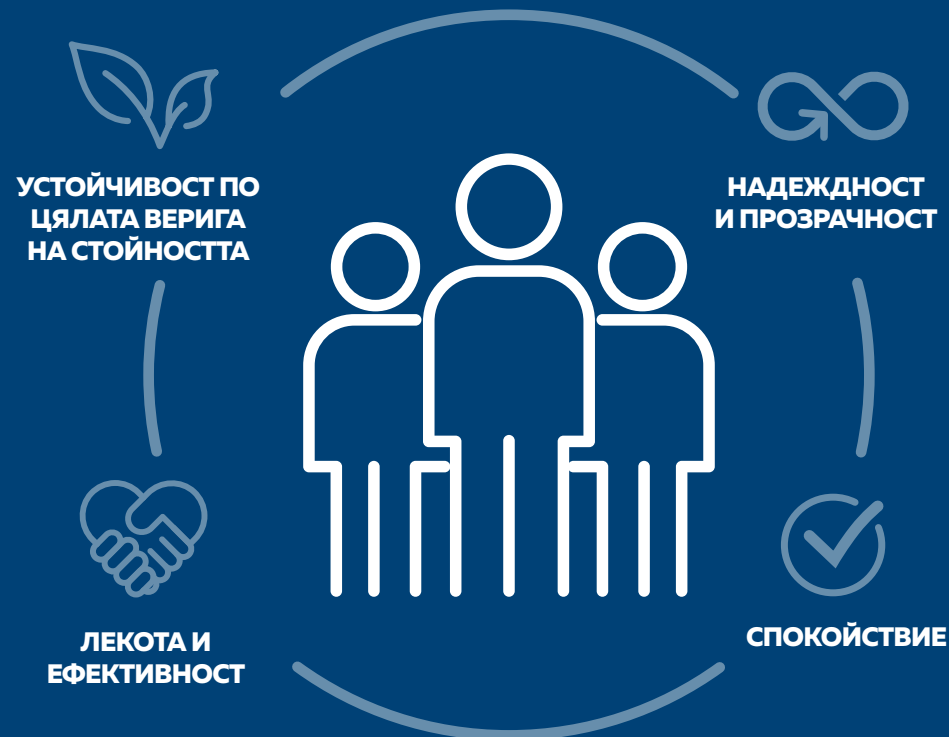 УСТОЙЧИВОСТ ПО
ЦЯЛАТА ВЕРИГА
НА СТОЙНОСТТА
НАДЕЖДНОСТ
И ПРОЗРАЧНОСТ
ЛЕКОТА И
ЕФЕКТИВНОСТ
СПОКОЙСТВИЕ